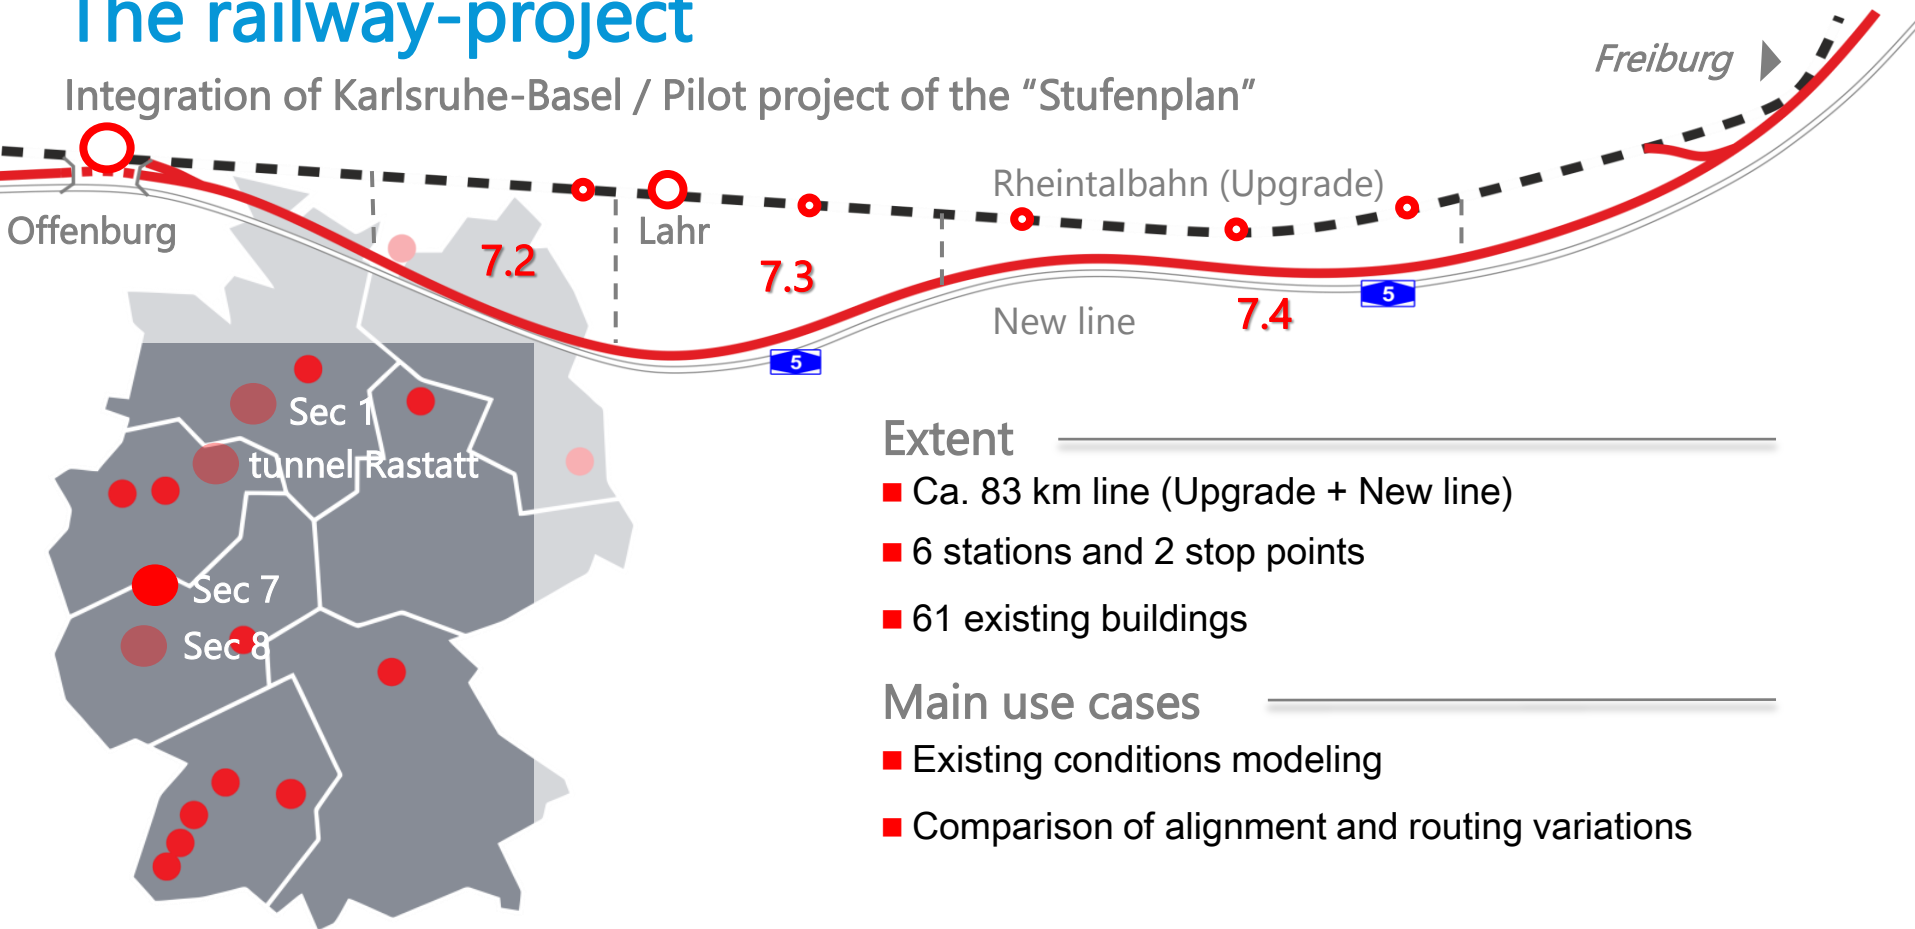 The railway-project
Integration of Karlsruhe-Basel / Pilot project of the “Stufenplan”
Freiburg
Offenburg
Lahr
Rheintalbahn (Upgrade)
7.2
7.3
7.4
New line
5
5
Sec 1
tunnel Rastatt
Sec 7
Sec 8
Extent
Ca. 83 km line (Upgrade + New line)
6 stations and 2 stop points
61 existing buildings
Main use cases
Existing conditions modeling
Comparison of alignment and routing variations